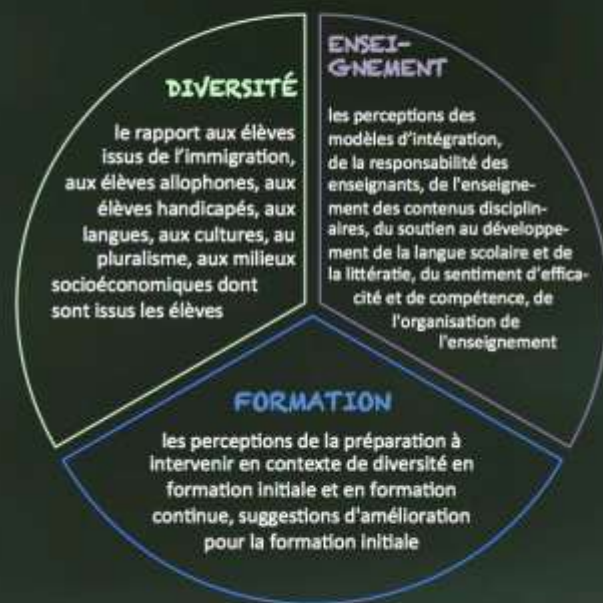 DIVERSITÉ
le rapport aux élèves
issus de l'immigration,
aux élèves allophones, aux
élèves handicapés, aux
langues, aux cultures, au
pluralisme, aux milieux
socioéconomiques dont
sont issus les élèves
ENSEI-
GNEMENT
les perceptions des
modèles d'intégration,
de la responsabilité des
enseignants, de l'enseigne-
ment des contenus disciplin-
aires, du soutien au développe-
ment de la langue scolaire et de
la littératie, du sentiment d'effica-
cité et de compétence, de
l'organisation de
l'enseignement
FORMATION
les perceptions de la préparation à
intervenir en contexte de diversité en
formation initiale et en formation
continue, suggestions d'amélioration
pour la formation initiale